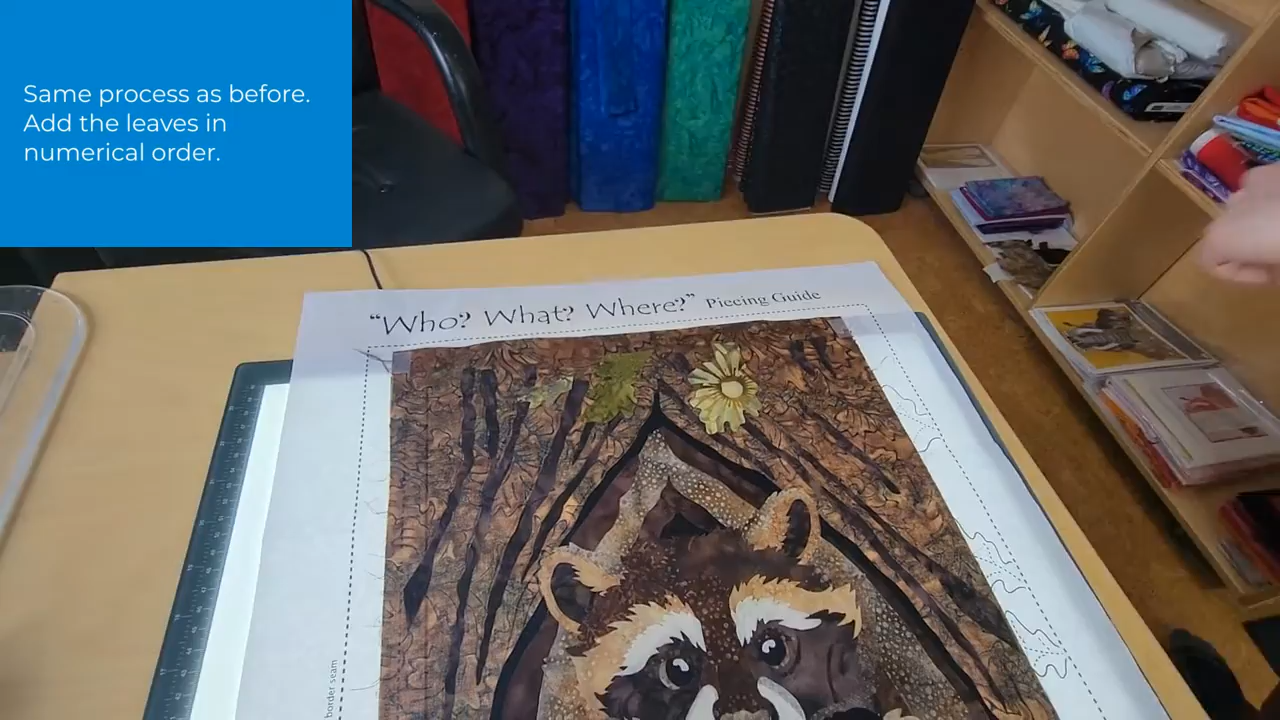 Same process as before.
Add the leaves in
numerical order.
“Who? What? Where?” Piecing Guide
border seam